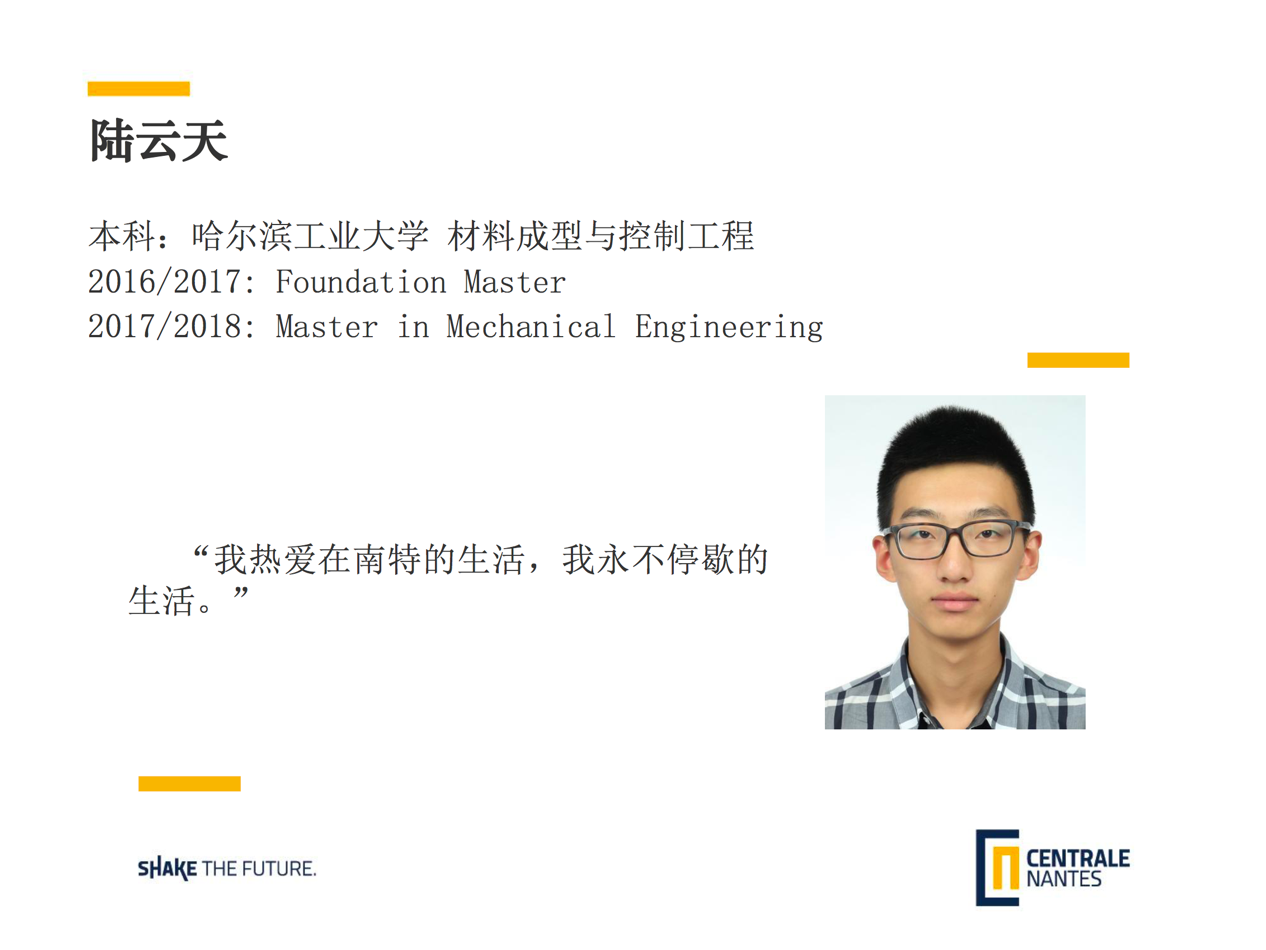 陆云天
本科：哈尔滨工业大学 材料成型与控制工程
2016/2017: Foundation Master
2017/2018: Master in Mechanical Engineering
“我热爱在南特的生活，我永不停歇的
生活。”
SHAKE THE FUTURE.
CENTRALE
NANTES